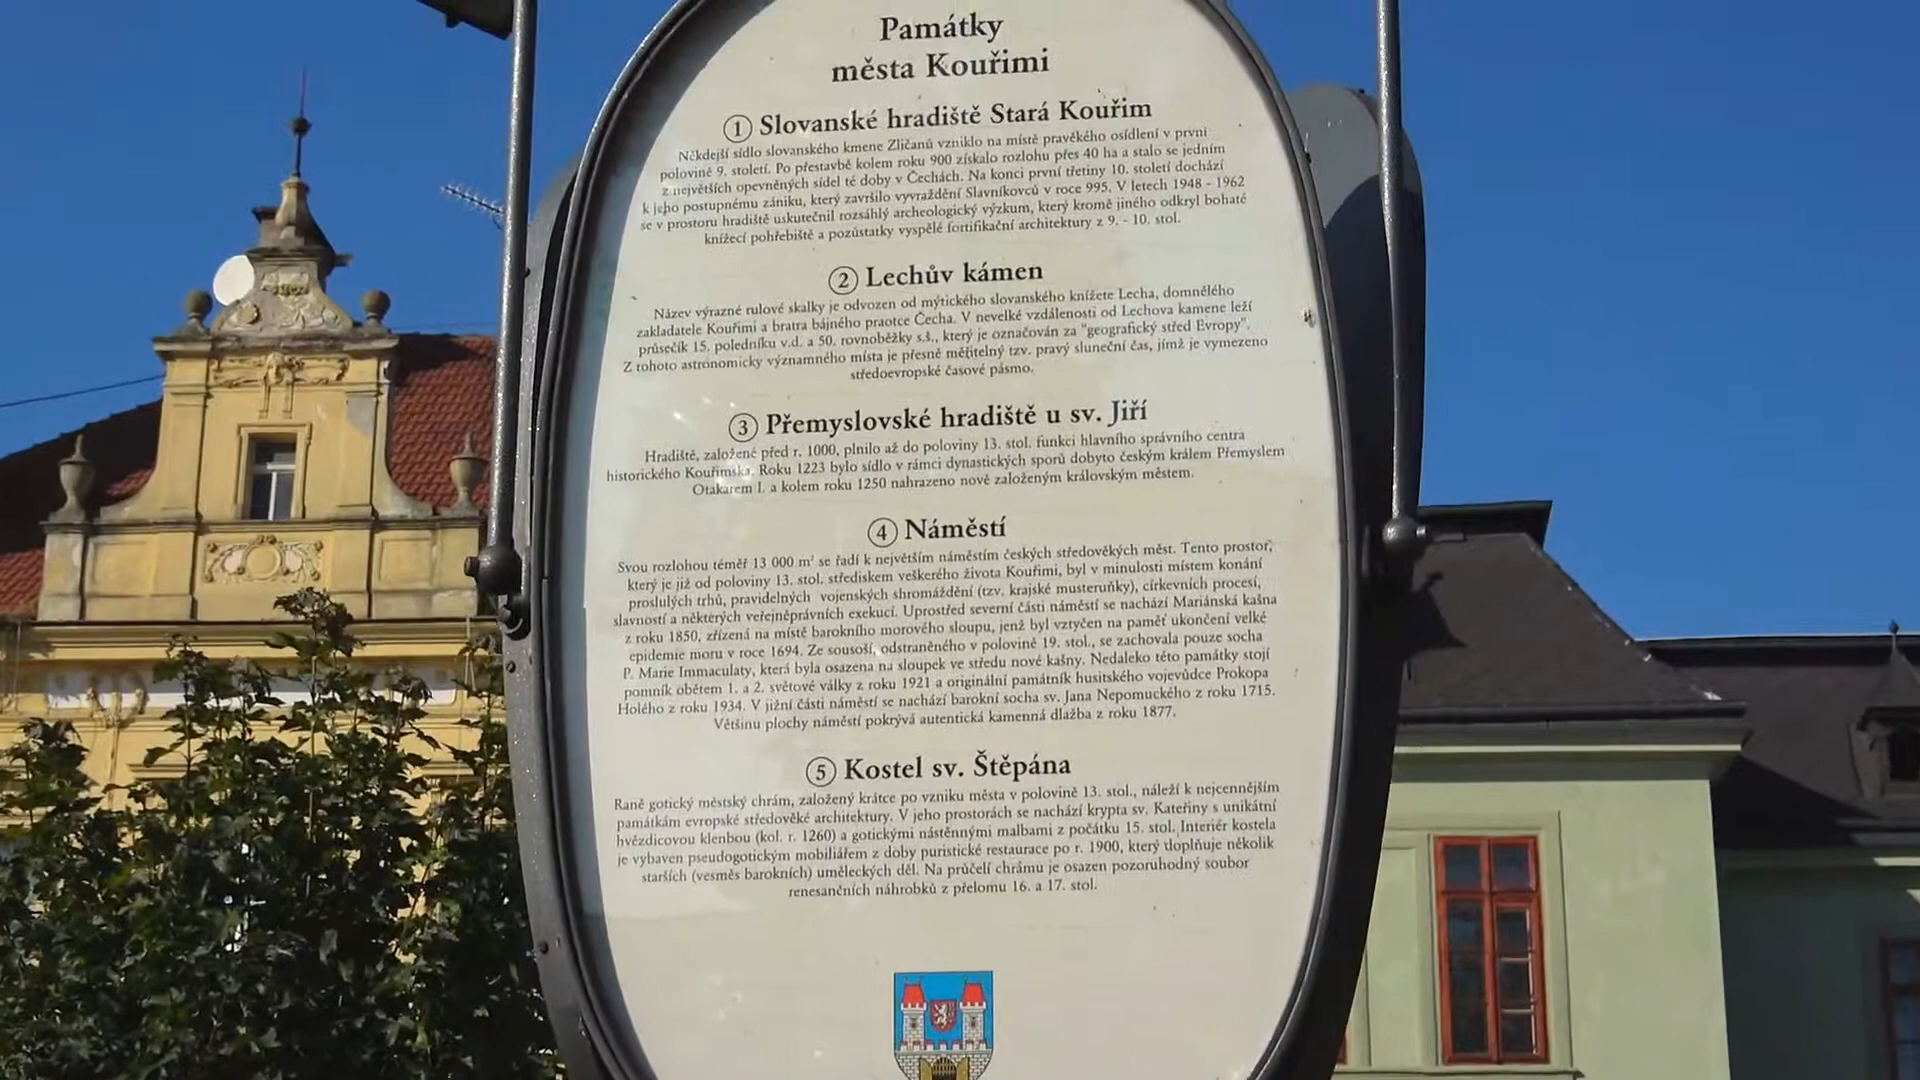 Památky
města Kouřimi
1 Slovanské hradiště Stará Kouřim
Někdejší sídlo slovanského kmene Zličanů vzniklo na místě pravěkého osídlení v první
polovině 9. století. Po přestavbě kolem roku 900 získalo rozlohu přes 40 ha a stalo se jedním
z největších opevněných sídel té doby v Čechách. Na konci první třetiny 10. století dochází
k jeho postupnému zániku, který završilo vyvraždění Slavníkovců v roce 995. V letech 1948 - 1962
se v prostoru hradiště uskutečnil rozsáhlý archeologický výzkum, který kromě jiného odkryl bohaté
knížecí pohřebiště a pozůstatky vyspělé fortifikační architektury z 9. - 10. stol.
2 Lechův kámen
Název výrazné rulové skalky je odvozen od mýtického slovanského knížete Lecha, domnělého
zakladatele Kouřimi a bratra bájného praotce Čecha. V nevelké vzdálenosti od Lechova kamene leží
průsečík 15. poledníku v.d. a 50. rovnoběžky s.š., který je označován za "geografický střed Evropy".
Z tohoto astronomicky významného místa je přesně měřitelný tzv. pravý sluneční čas, jímž je vymezeno
středoevropské časové pásmo.
3 Přemyslovské hradiště u sv. Jiří
Hradiště, založené před r. 1000, plnilo až do poloviny 13. stol. funkci hlavního správního centra
historického Kouřimska. Roku 1223 bylo sídlo v rámci dynastických sporů dobyto českým králem Přemyslem
Otakarem I. a kolem roku 1250 nahrazeno nově založeným královským městem.
4 Náměstí
Svou rozlohou téměř 13 000 m² se řadí k největším náměstím českých středověkých měst. Tento prostor,
který je již od poloviny 13. stol. střediskem veškerého života Kouřimi, byl v minulosti místem konání
proslulých trhů, pravidelných vojenských shromáždění (tzv. krajské musteruňky), církevních procesí,
slavností a některých veřejněprávních exekucí. Uprostřed severní části náměstí se nachází Mariánská kašna
z roku 1850, zřízená na místě barokního morového sloupu, jenž byl vztyčen na paměť ukončení velké
epidemie moru v roce 1694. Ze sousoší, odstraněného v polovině 19. stol., se zachovala pouze socha
P. Marie Immaculaty, která byla osazena na sloupek ve středu nové kašny. Nedaleko této památky stojí
pomník obětem 1. a 2. světové války z roku 1921 a originální památník husitského vojevůdce Prokopa
Holého z roku 1934. V jižní části náměstí se nachází barokní socha sv. Jana Nepomuckého z roku 1715.
Většinu plochy náměstí pokrývá autentická kamenná dlažba z roku 1877.
5 Kostel sv. Štěpána
Raně gotický městský chrám, založený krátce po vzniku města v polovině 13. stol., náleží k nejcennějším
památkám evropské středověké architektury. V jeho prostorách se nachází krypta sv. Kateřiny s unikátní
hvězdicovou klenbou (kol. r. 1260) a gotickými nástěnnými malbami z počátku 15. stol. Interiér kostela
je vybaven pseudogotickým mobiliářem z doby puristické restaurace po r. 1900, který doplňuje několik
starších (vesměs barokních) uměleckých děl. Na průčelí chrámu je osazen pozoruhodný soubor
renesančních náhrobků z přelomu 16. a 17. stol.